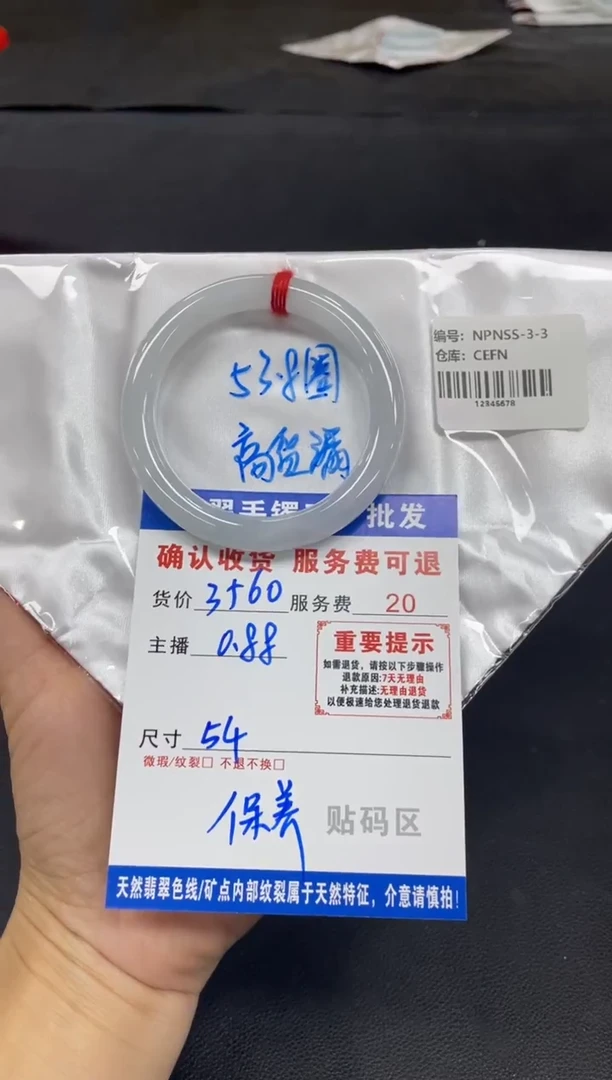 53.8圈
高货漏
编号: NPNSS-3-3
仓库: CEFN
12345678
翠手镯 批发
确认收货 服务费可退
货价 3560 服务费 20
主播 0.88
重要提示
如需退货，请按以下步骤操作
退款原因:7天无理由
补充描述:无理由退货
以便极速给您处理退货退款
尺寸 54
微瑕/纹裂□ 不退不换□
保美
贴码区
天然翡翠色线/矿点内部纹裂属于天然特征，介意请慎拍!